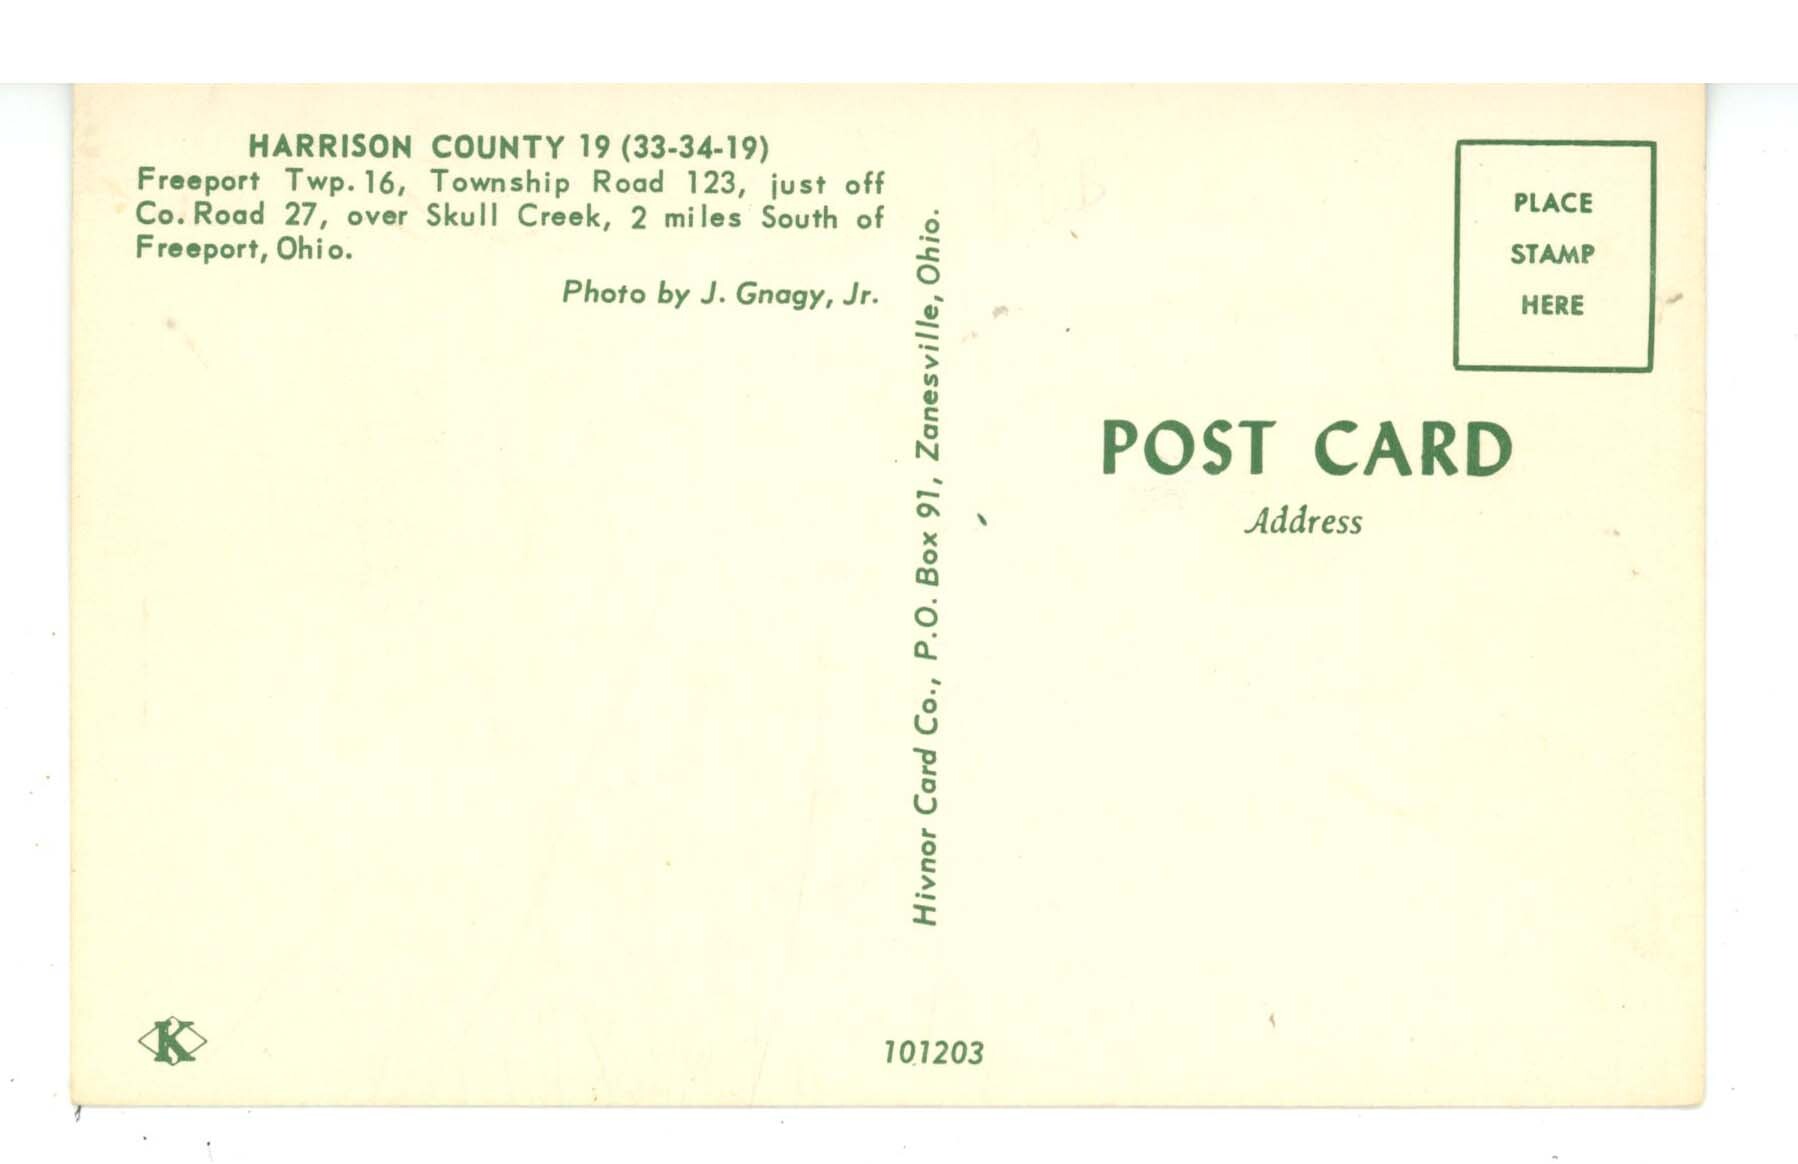 HARRISON COUNTY 19 (33-34-19)
Freeport Twp. 16, Township Road 123, just off
Co. Road 27, over Skull Creek, 2 miles South of
Freeport, Ohio.
Photo by J. Gnagy, Jr.
Hivnor Card Co., P.O. Box 91, Zanesville, Ohio.
PLACE
STAMP
HERE
POST CARD
Address
K
101203